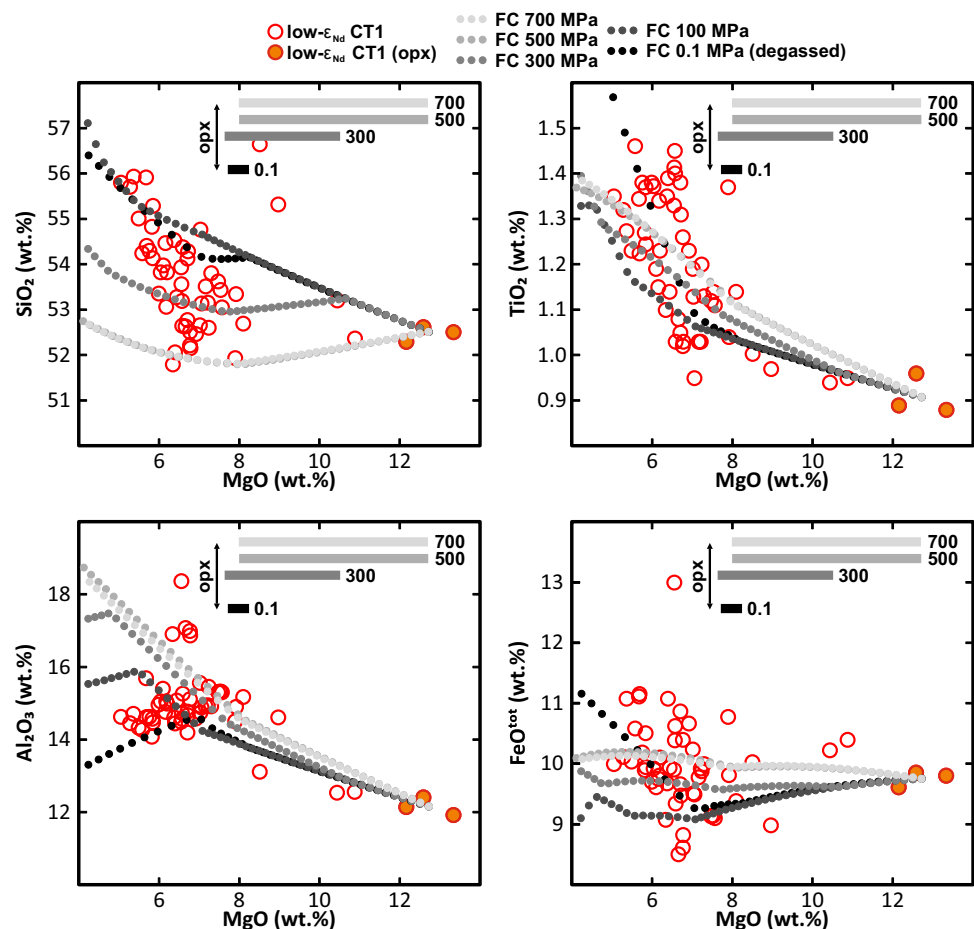 low-εNd CT1
low-εNd CT1 (opx)
FC 700 MPa
FC 500 MPa
FC 300 MPa
FC 100 MPa
FC 0.1 MPa (degassed)
57
56
55
54
53
52
51
SiO₂ (wt.%)
6 8 10 12
MgO (wt.%)
opx
700
500
300
0.1
1.5
1.4
1.3
1.2
1.1
1.0
0.9
TiO₂ (wt.%)
6 8 10 12
MgO (wt.%)
opx
700
500
300
0.1
18
16
14
12
Al₂O₃ (wt.%)
6 8 10 12
MgO (wt.%)
opx
700
500
300
0.1
13
12
11
10
9
FeOᵗᵒᵗ (wt.%)
6 8 10 12
MgO (wt.%)
opx
700
500
300
0.1